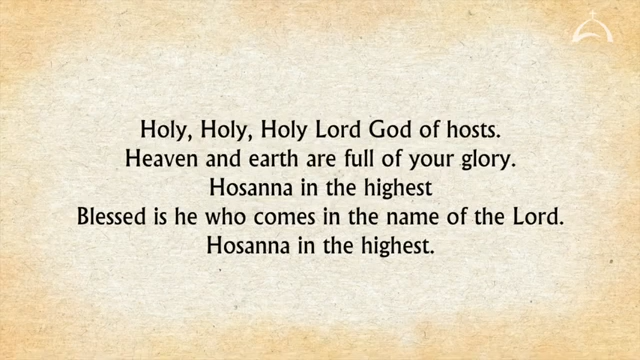 Holy, Holy, Holy Lord God of hosts.
Heaven and earth are full of your glory.
Hosanna in the highest
Blessed is he who comes in the name of the Lord.
Hosanna in the highest.